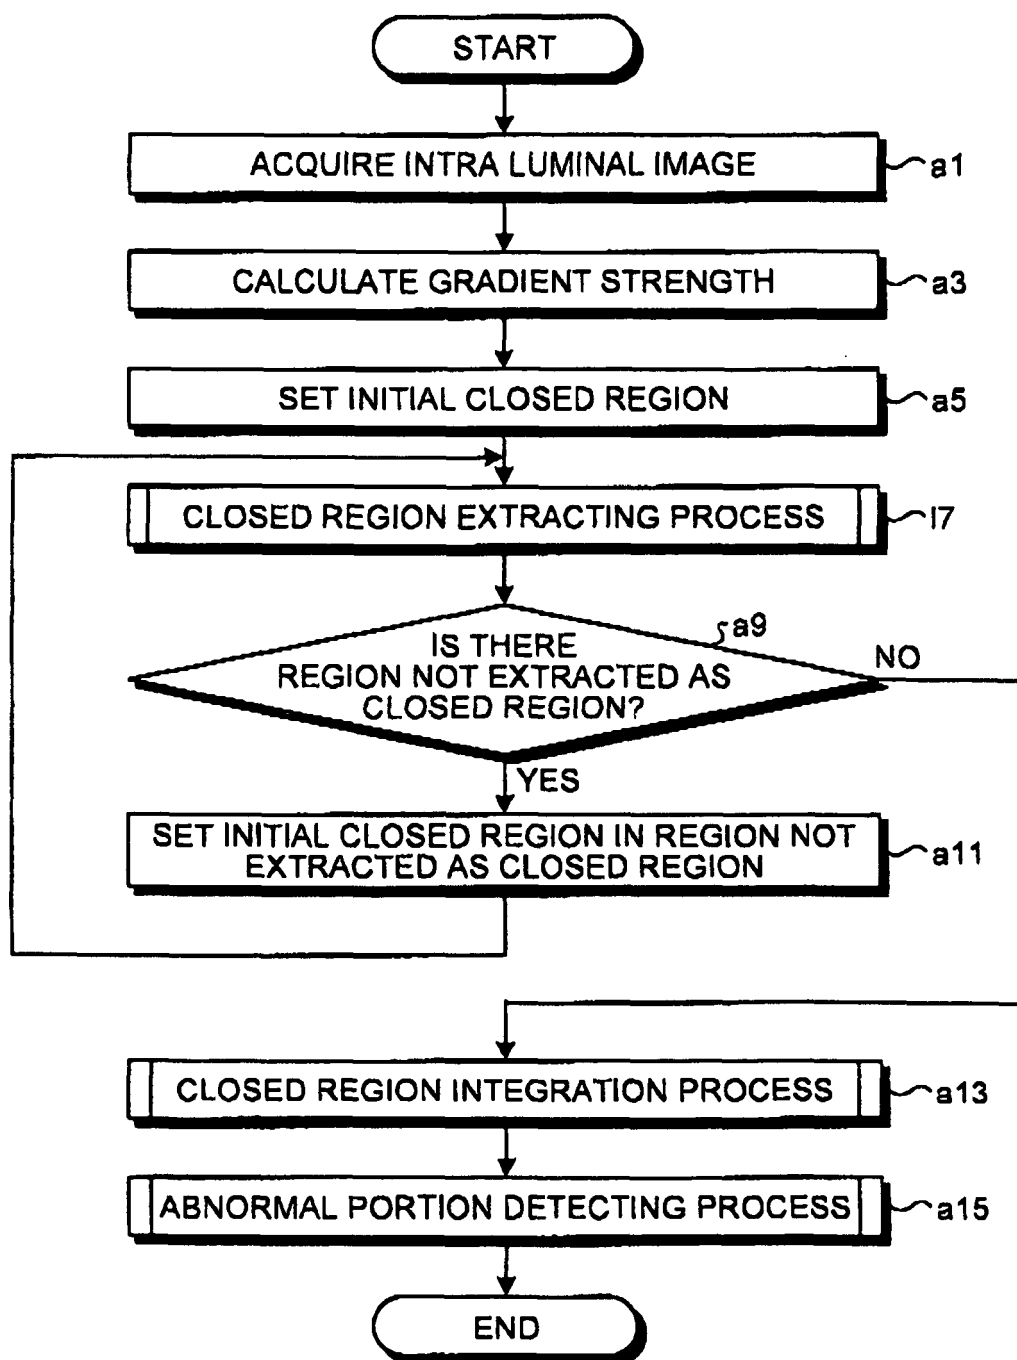 START
ACQUIRE INTRA LUMINAL IMAGE
a1
CALCULATE GRADIENT STRENGTH
a3
SET INITIAL CLOSED REGION
a5
CLOSED REGION EXTRACTING PROCESS
l7
a9
IS THERE
REGION NOT EXTRACTED AS
CLOSED REGION?
NO
YES
SET INITIAL CLOSED REGION IN REGION NOT
EXTRACTED AS CLOSED REGION
a11
CLOSED REGION INTEGRATION PROCESS
a13
ABNORMAL PORTION DETECTING PROCESS
a15
END